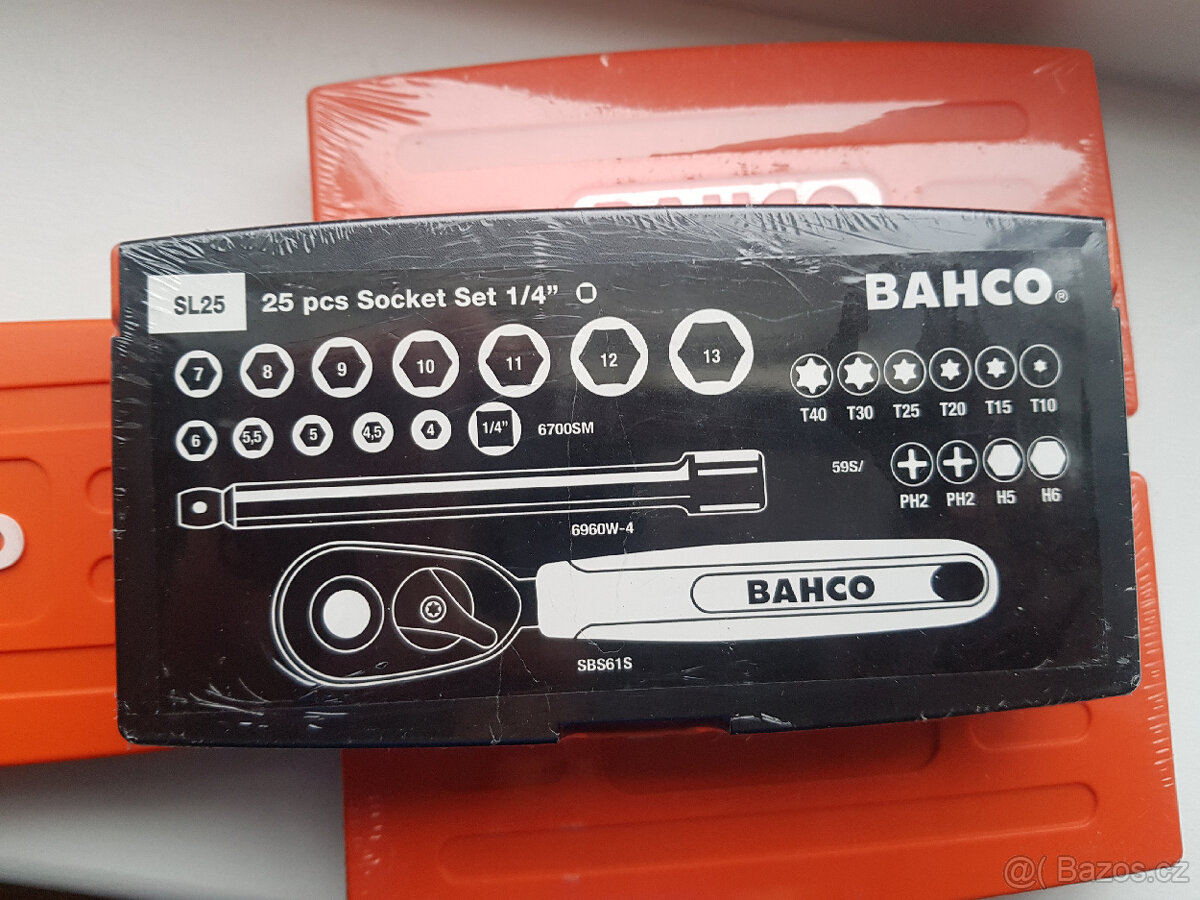 BAHCO
SL25 25 pcs Socket Set 1/4” BAHCO®
7 8 9 10 11 12 13
6 5,5 5 4,5 4 1/4” 6700SM
T40 T30 T25 T20 T15 T10
59S/ PH2 PH2 H5 H6
6960W-4
BAHCO
SBS61S
@( Bazos.cz